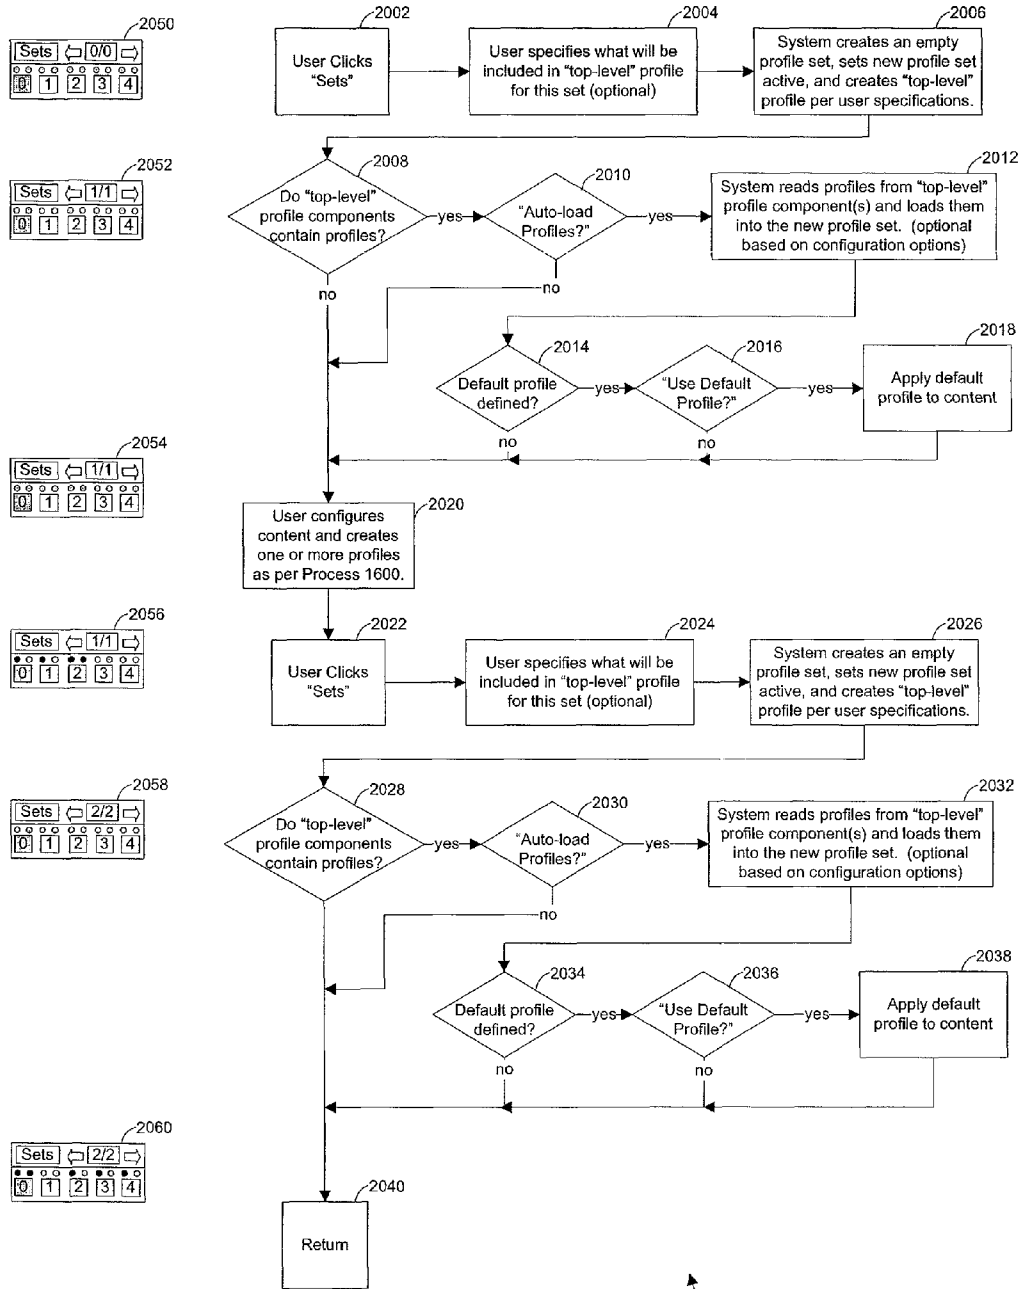 2050
Sets 0/0
0 1 2 3 4
2002
User Clicks
“Sets”
2004
User specifies what will be
included in “top-level” profile
for this set (optional)
2006
System creates an empty
profile set, sets new profile set
active, and creates “top-level”
profile per user specifications.
2052
Sets 1/1
0 1 2 3 4
2008
Do “top-level”
profile components
contain profiles?
yes
no
2010
“Auto-load
Profiles?”
yes
no
2012
System reads profiles from “top-level”
profile component(s) and loads them
into the new profile set. (optional
based on configuration options)
2014
Default profile
defined?
yes
no
2016
“Use Default
Profile?”
yes
no
2018
Apply default
profile to content
2054
Sets 1/1
0 1 2 3 4
2020
User configures
content and creates
one or more profiles
as per Process 1600.
2056
Sets 1/1
0 1 2 3 4
2022
User Clicks
“Sets”
2024
User specifies what will be
included in “top-level” profile
for this set (optional)
2026
System creates an empty
profile set, sets new profile set
active, and creates “top-level”
profile per user specifications.
2058
Sets 2/2
0 1 2 3 4
2028
Do “top-level”
profile components
contain profiles?
yes
2030
“Auto-load
Profiles?”
yes
no
2032
System reads profiles from “top-level”
profile component(s) and loads them
into the new profile set. (optional
based on configuration options)
2034
Default profile
defined?
yes
no
2036
“Use Default
Profile?”
yes
no
2038
Apply default
profile to content
2060
Sets 2/2
0 1 2 3 4
2040
Return